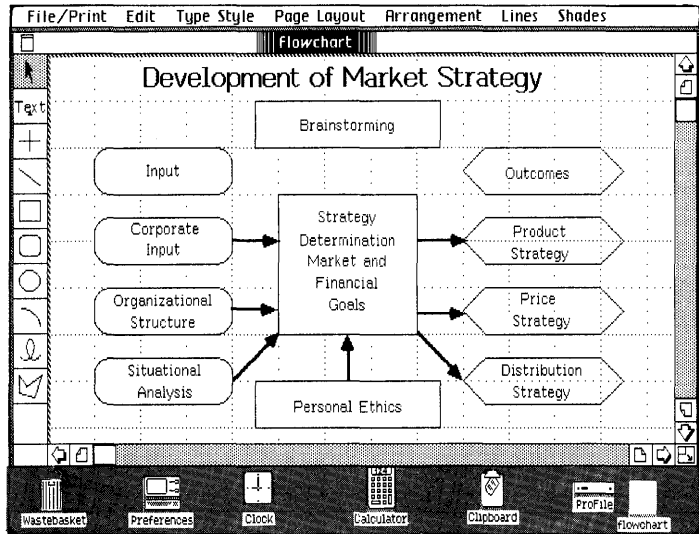 File/Print Edit Type Style Page Layout Arrangement Lines Shades
flowchart
Development of Market Strategy
Text
Brainstorming
Input
Outcomes
Corporate
Input
Strategy
Determination
Market and
Financial
Goals
Product
Strategy
Organizational
Structure
Price
Strategy
Situational
Analysis
Distribution
Strategy
Personal Ethics
Wastebasket
Preferences
Clock
Calculator
Clipboard
ProFile
flowchart